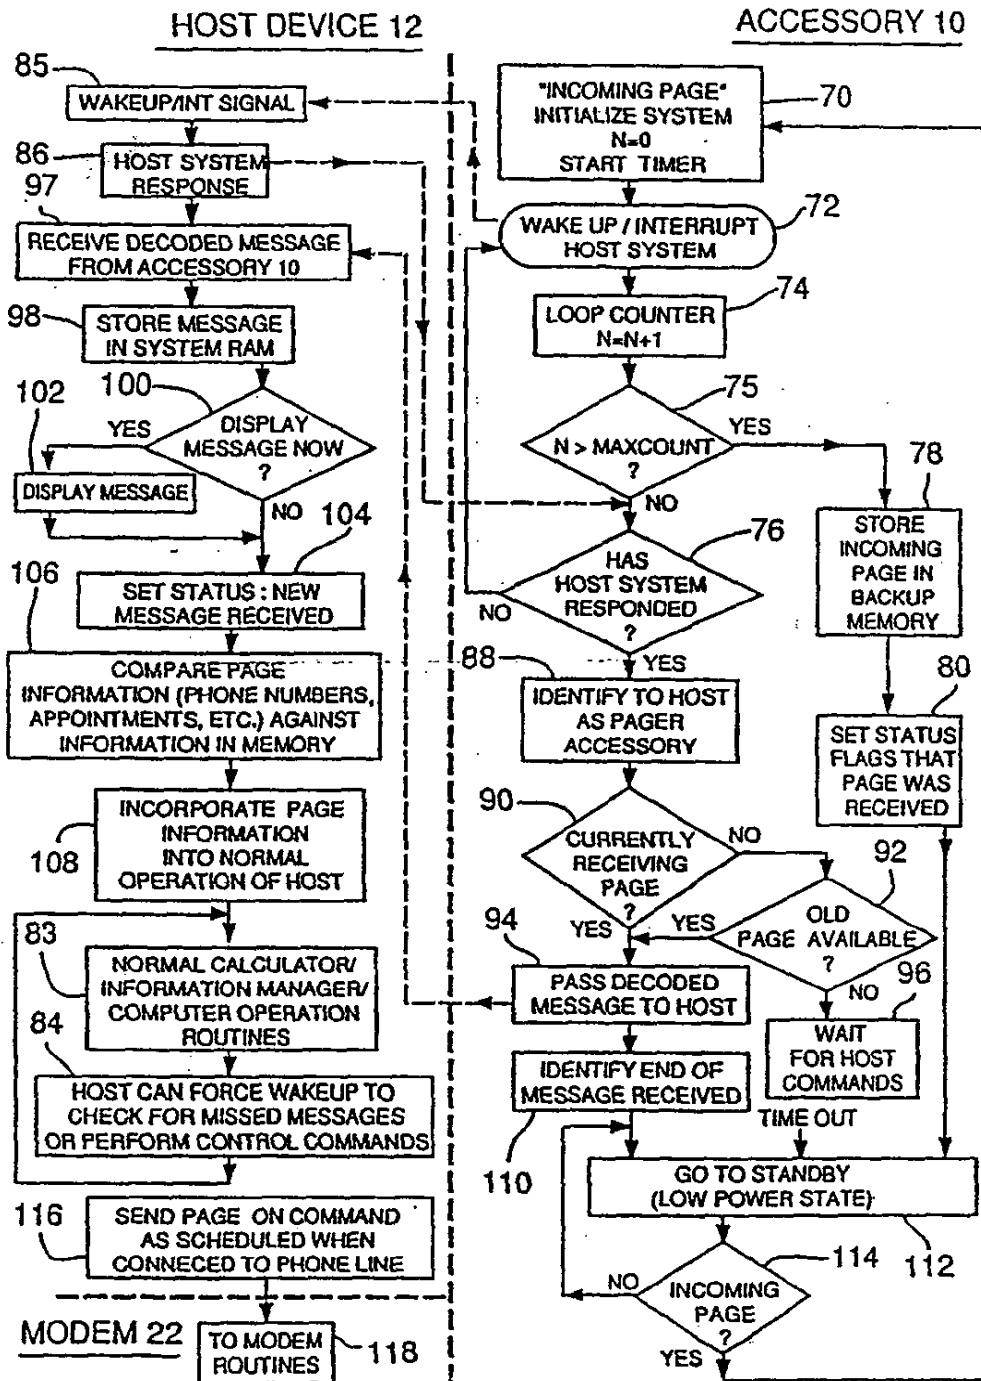 HOST DEVICE 12
85
WAKEUP/INT SIGNAL
86
HOST SYSTEM
RESPONSE
97
RECEIVE DECODED MESSAGE
FROM ACCESSORY 10
98
STORE MESSAGE
IN SYSTEM RAM
100
DISPLAY
MESSAGE NOW
?
YES
102
DISPLAY MESSAGE
NO
104
SET STATUS : NEW
MESSAGE RECEIVED
106
COMPARE PAGE
INFORMATION (PHONE NUMBERS,
APPOINTMENTS, ETC.) AGAINST
INFORMATION IN MEMORY
INCORPORATE PAGE
INFORMATION
INTO NORMAL
OPERATION OF HOST
108
83
NORMAL CALCULATOR/
INFORMATION MANAGER/
COMPUTER OPERATION
ROUTINES
84
HOST CAN FORCE WAKEUP TO
CHECK FOR MISSED MESSAGES
OR PERFORM CONTROL COMMANDS
116
SEND PAGE ON COMMAND
AS SCHEDULED WHEN
CONNECED TO PHONE LINE
MODEM 22
TO MODEM
ROUTINES
118
ACCESSORY 10
"INCOMING PAGE"
INITIALIZE SYSTEM
N=0
START TIMER
70
WAKE UP / INTERRUPT
HOST SYSTEM
72
LOOP COUNTER
N=N+1
74
75
N > MAXCOUNT
?
YES
NO
78
STORE
INCOMING
PAGE IN
BACKUP
MEMORY
76
HAS
HOST SYSTEM
RESPONDED
?
NO
YES
88
IDENTIFY TO HOST
AS PAGER
ACCESSORY
80
SET STATUS
FLAGS THAT
PAGE WAS
RECEIVED
90
CURRENTLY
RECEIVING
PAGE
?
NO
YES
92
OLD
PAGE AVAILABLE
?
YES
NO
94
PASS DECODED
MESSAGE TO HOST
96
WAIT
FOR HOST
COMMANDS
IDENTIFY END OF
MESSAGE RECEIVED
110
TIME OUT
GO TO STANDBY
(LOW POWER STATE)
112
114
INCOMING
PAGE
?
NO
YES